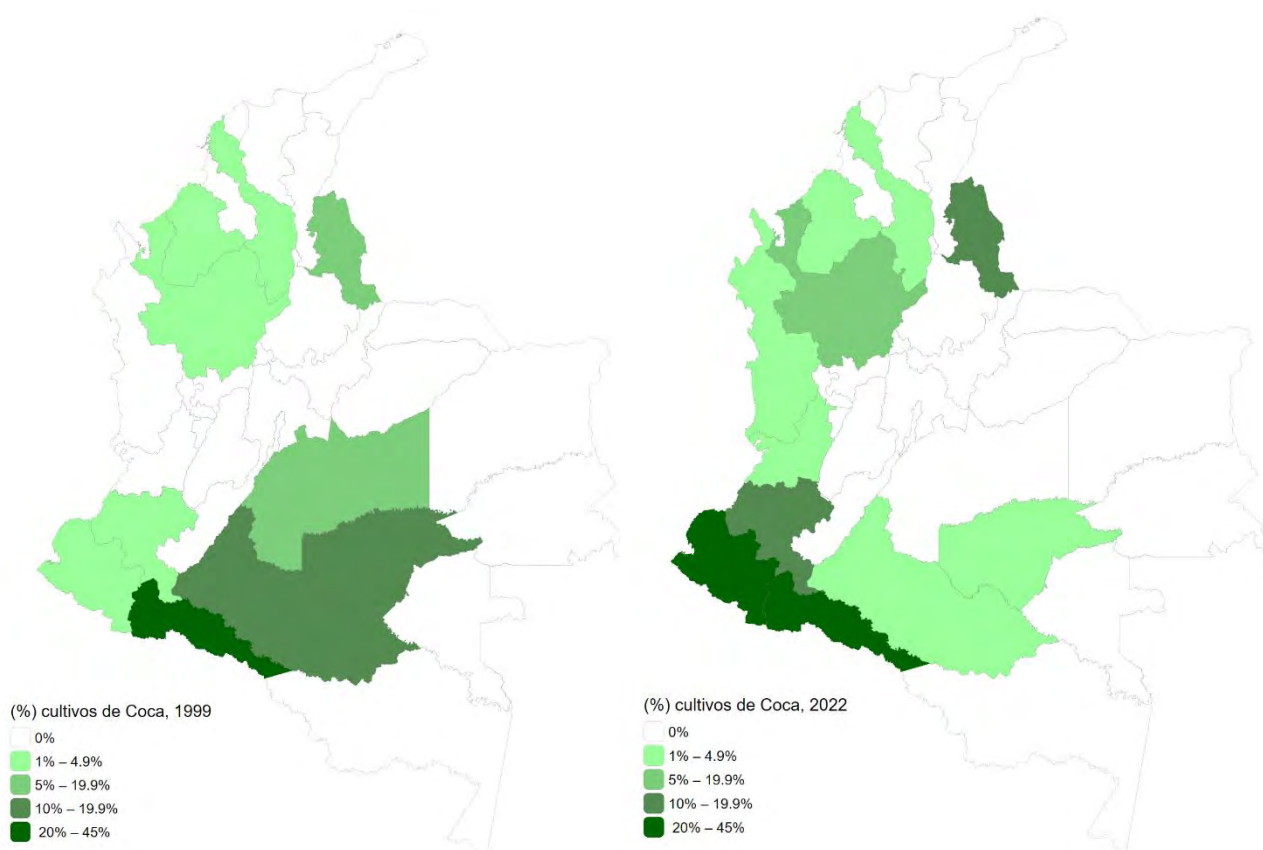 (%) cultivos de Coca, 1999
0%
1% – 4.9%
5% – 19.9%
10% – 19.9%
20% – 45%
(%) cultivos de Coca, 2022
0%
1% – 4.9%
5% – 19.9%
10% – 19.9%
20% – 45%